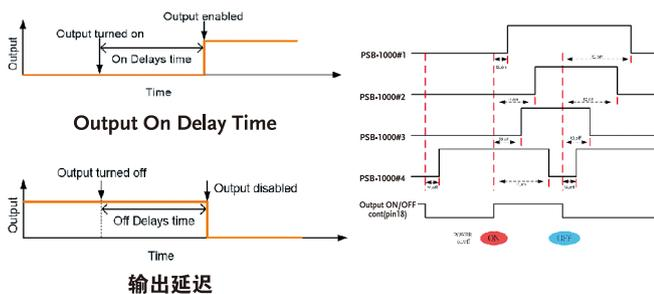 Output enabled
Output turned on
On Delays time
Output
Time
Output On Delay Time
Output turned off
Output disabled
Off Delays time
Output
Time
输出延迟
PSB-1000#1
PSB-1000#2
PSB-1000#3
PSB-1000#4
Output ON/OFF
cont(pin18)
ON
OFF